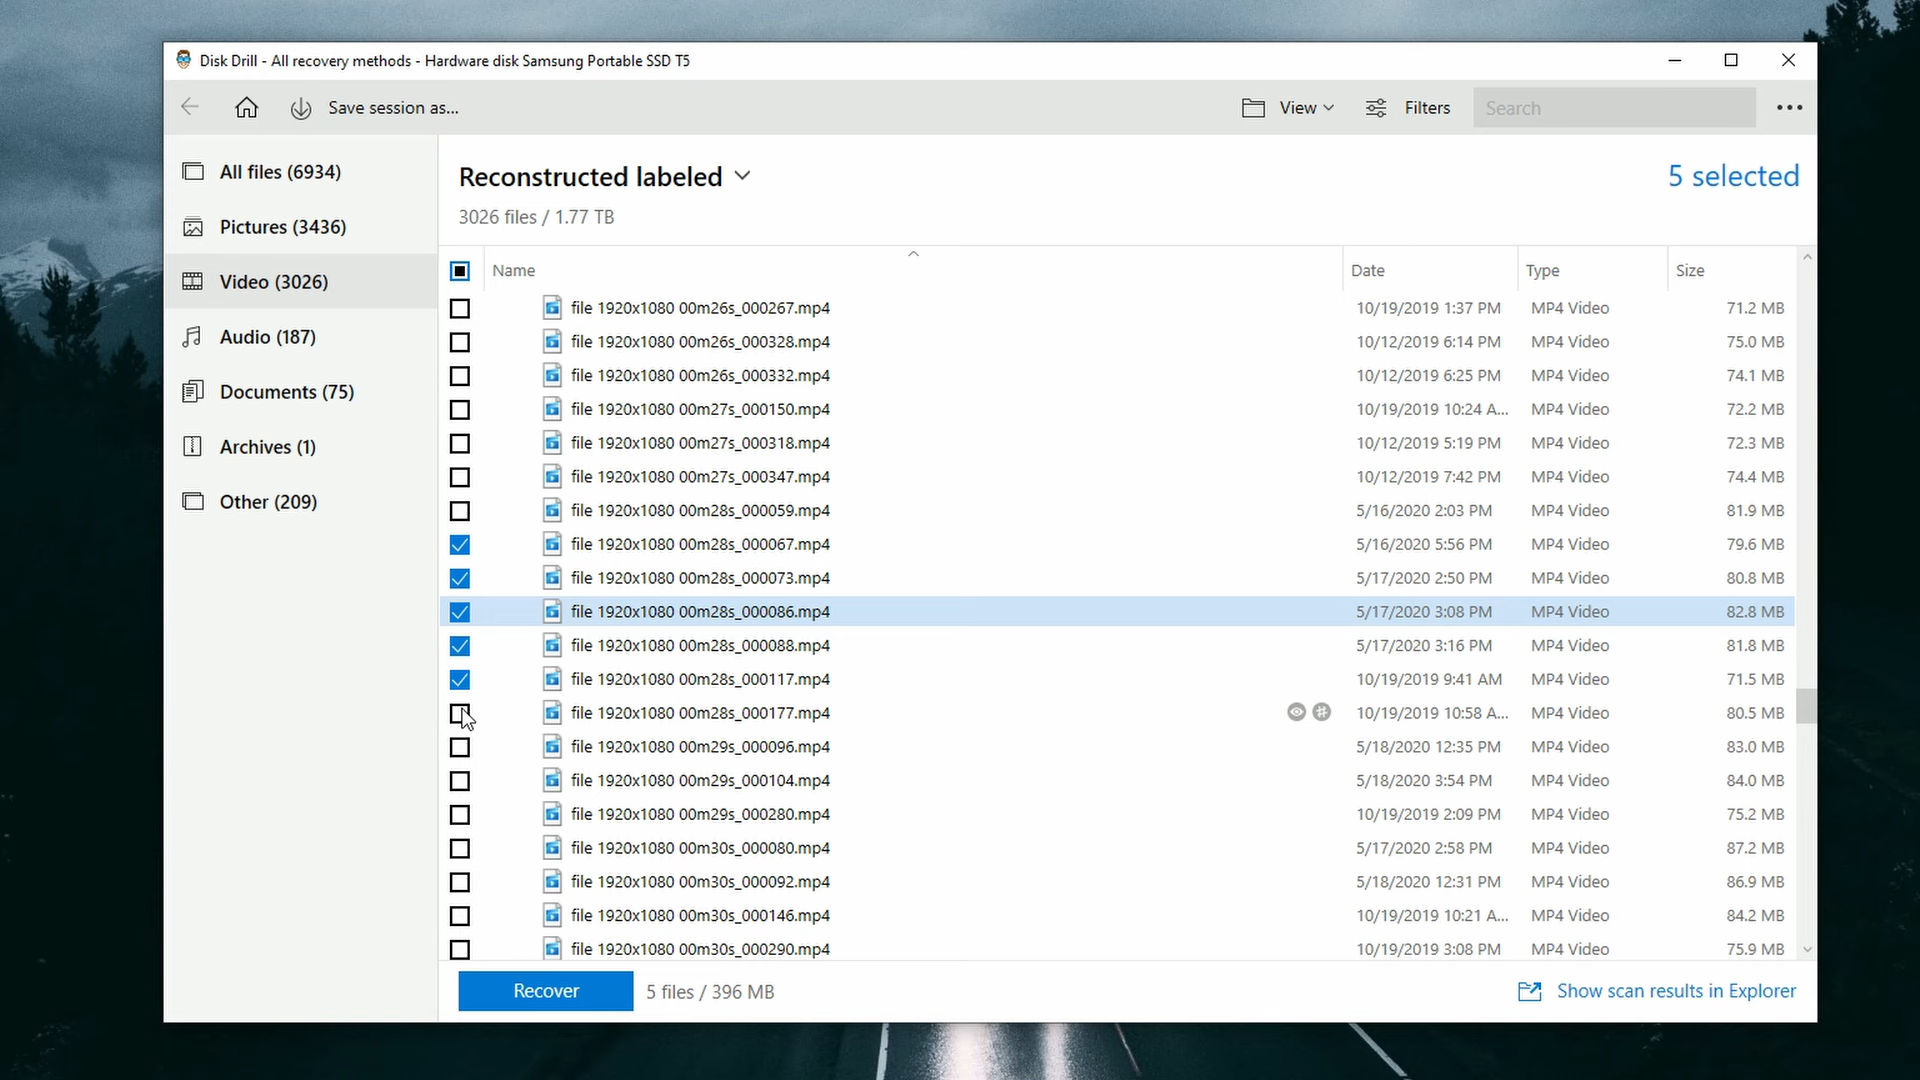 Disk Drill - All recovery methods - Hardware disk Samsung Portable SSD T5
Save session as...
View
Filters
Search
All files (6934)
Pictures (3436)
Video (3026)
Audio (187)
Documents (75)
Archives (1)
Other (209)
Reconstructed labeled
5 selected
3026 files / 1.77 TB
Name Date Type Size
file 1920x1080 00m26s_000267.mp4 10/19/2019 1:37 PM MP4 Video 71.2 MB
file 1920x1080 00m26s_000328.mp4 10/12/2019 6:14 PM MP4 Video 75.0 MB
file 1920x1080 00m26s_000332.mp4 10/12/2019 6:25 PM MP4 Video 74.1 MB
file 1920x1080 00m27s_000150.mp4 10/19/2019 10:24 A... MP4 Video 72.2 MB
file 1920x1080 00m27s_000318.mp4 10/12/2019 5:19 PM MP4 Video 72.3 MB
file 1920x1080 00m27s_000347.mp4 10/12/2019 7:42 PM MP4 Video 74.4 MB
file 1920x1080 00m28s_000059.mp4 5/16/2020 2:03 PM MP4 Video 81.9 MB
file 1920x1080 00m28s_000067.mp4 5/16/2020 5:56 PM MP4 Video 79.6 MB
file 1920x1080 00m28s_000073.mp4 5/17/2020 2:50 PM MP4 Video 80.8 MB
file 1920x1080 00m28s_000086.mp4 5/17/2020 3:08 PM MP4 Video 82.8 MB
file 1920x1080 00m28s_000088.mp4 5/17/2020 3:16 PM MP4 Video 81.8 MB
file 1920x1080 00m28s_000117.mp4 10/19/2019 9:41 AM MP4 Video 71.5 MB
file 1920x1080 00m28s_000177.mp4 10/19/2019 10:58 A... MP4 Video 80.5 MB
file 1920x1080 00m29s_000096.mp4 5/18/2020 12:35 PM MP4 Video 83.0 MB
file 1920x1080 00m29s_000104.mp4 5/18/2020 3:54 PM MP4 Video 84.0 MB
file 1920x1080 00m29s_000280.mp4 10/19/2019 2:09 PM MP4 Video 75.2 MB
file 1920x1080 00m30s_000080.mp4 5/17/2020 2:58 PM MP4 Video 87.2 MB
file 1920x1080 00m30s_000092.mp4 5/18/2020 12:31 PM MP4 Video 86.9 MB
file 1920x1080 00m30s_000146.mp4 10/19/2019 10:21 A... MP4 Video 84.2 MB
file 1920x1080 00m30s_000290.mp4 10/19/2019 3:08 PM MP4 Video 75.9 MB
Recover 5 files / 396 MB Show scan results in Explorer